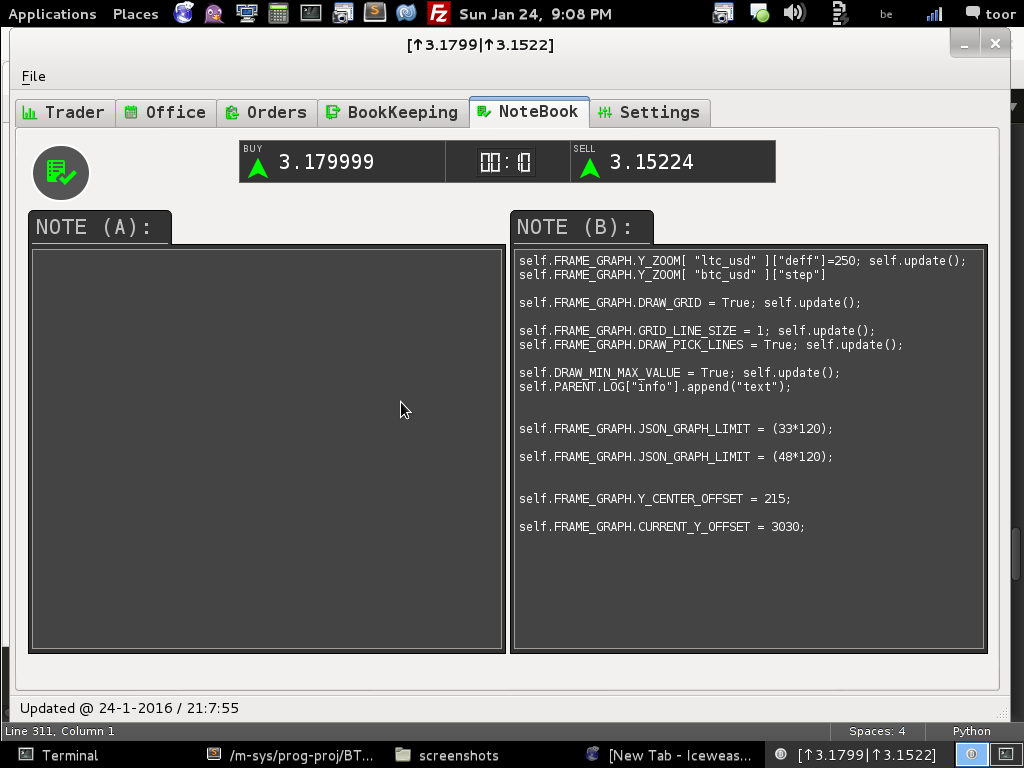 Applications Places Sun Jan 24, 9:08 PM be toor
[↑3.1799|↑3.1522]
File
Trader Office Orders BookKeeping NoteBook Settings
BUY 3.179999 00:10 SELL 3.15224
NOTE (A):
NOTE (B):
self.FRAME_GRAPH.Y_ZOOM[ "ltc_usd" ]["deff"]=250; self.update();
self.FRAME_GRAPH.Y_ZOOM[ "btc_usd" ]["step"]
self.FRAME_GRAPH.DRAW_GRID = True; self.update();
self.FRAME_GRAPH.GRID_LINE_SIZE = 1; self.update();
self.FRAME_GRAPH.DRAW_PICK_LINES = True; self.update();
self.DRAW_MIN_MAX_VALUE = True; self.update();
self.PARENT.LOG["info"].append("text");
self.FRAME_GRAPH.JSON_GRAPH_LIMIT = (33*120);
self.FRAME_GRAPH.JSON_GRAPH_LIMIT = (48*120);
self.FRAME_GRAPH.Y_CENTER_OFFSET = 215;
self.FRAME_GRAPH.CURRENT_Y_OFFSET = 3030;
Updated @ 24-1-2016 / 21:7:55
Line 311, Column 1 Spaces: 4 Python
Terminal /m-sys/prog-proj/BT... screenshots [New Tab - Iceweas... [↑3.1799|↑3.1522]